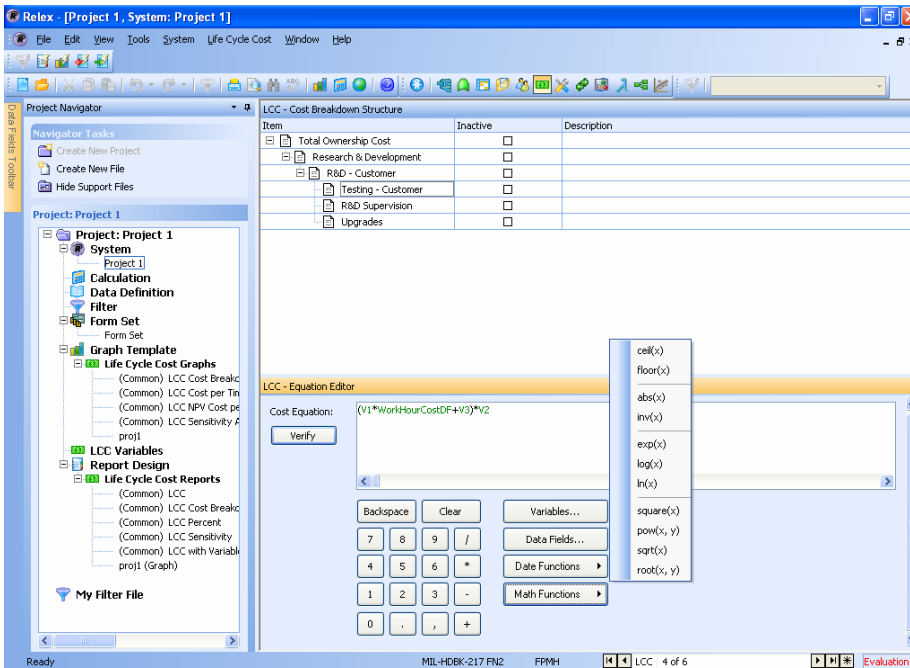 Relex - [Project 1, System: Project 1]
File Edit View Tools System Life Cycle Cost Window Help
Data Fields Toolbar
Project Navigator
Navigator Tasks
Create New Project
Create New File
Hide Support Files
Project: Project 1
Project: Project 1
System
Project 1
Calculation
Data Definition
Filter
Form Set
Form Set
Graph Template
Life Cycle Cost Graphs
(Common) LCC Cost Breakd
(Common) LCC Cost per Tin
(Common) LCC NPV Cost pe
(Common) LCC Sensitivity A
proj1
LCC Variables
Report Design
Life Cycle Cost Reports
(Common) LCC
(Common) LCC Cost Breakd
(Common) LCC Percent
(Common) LCC Sensitivity
(Common) LCC with Variabl
proj1 (Graph)
My Filter File
LCC - Cost Breakdown Structure
Item Inactive Description
Total Ownership Cost
Research & Development
R&D - Customer
Testing - Customer
R&D Supervision
Upgrades
LCC - Equation Editor
Cost Equation:
Verify
(V1*WorkHourCostDF+V3)*V2
Backspace Clear Variables...
7 8 9 / Data Fields...
4 5 6 * Date Functions
1 2 3 - Math Functions
0 . , +
ceil(x)
floor(x)
abs(x)
inv(x)
exp(x)
log(x)
ln(x)
square(x)
pow(x, y)
sqrt(x)
root(x, y)
Ready MIL-HDBK-217 FN2 FPMH LCC 4 of 6 Evaluation